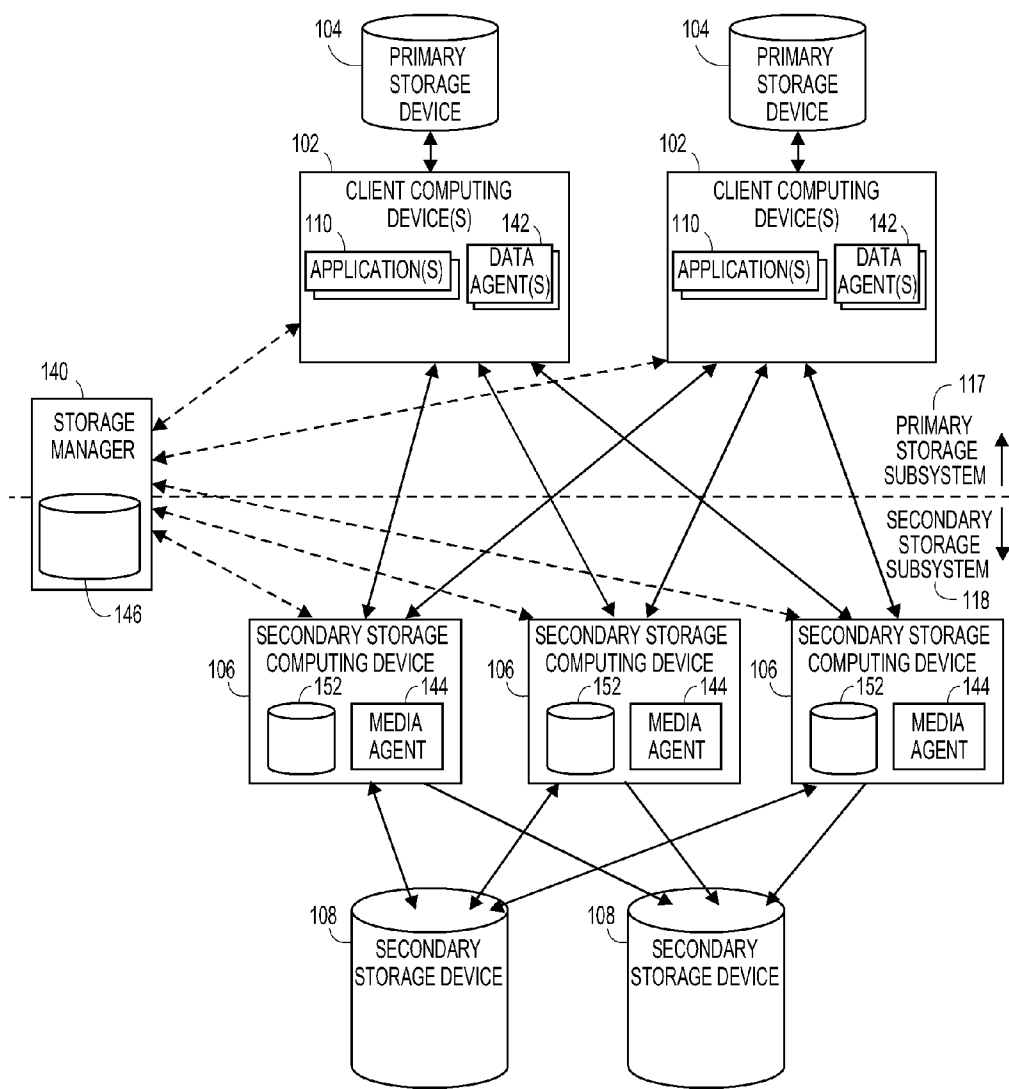 104
PRIMARY
STORAGE
DEVICE
104
PRIMARY
STORAGE
DEVICE
102
CLIENT COMPUTING
DEVICE(S)
110
142
APPLICATION(S)
DATA
AGENT(S)
102
CLIENT COMPUTING
DEVICE(S)
110
142
APPLICATION(S)
DATA
AGENT(S)
140
STORAGE
MANAGER
146
117
PRIMARY
STORAGE
SUBSYSTEM
SECONDARY
STORAGE
SUBSYSTEM
118
SECONDARY STORAGE
COMPUTING DEVICE
106
152
144
MEDIA
AGENT
SECONDARY STORAGE
COMPUTING DEVICE
106
152
144
MEDIA
AGENT
SECONDARY STORAGE
COMPUTING DEVICE
106
152
144
MEDIA
AGENT
108
SECONDARY
STORAGE DEVICE
108
SECONDARY
STORAGE DEVICE